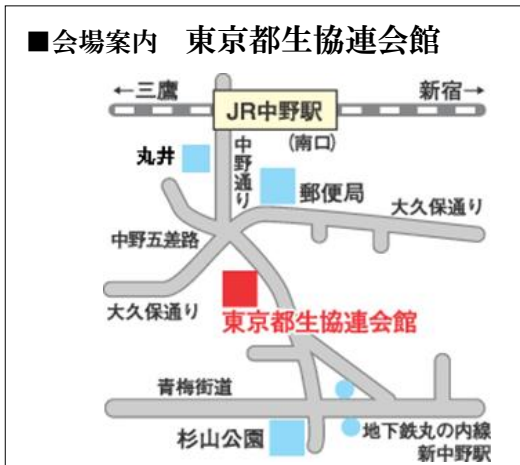 ■会場案内　東京都生協連会館
←三鷹
新宿→
JR中野駅
(南口)
丸井
中野通り
郵便局
大久保通り
中野五差路
大久保通り
東京都生協連会館
青梅街道
杉山公園
地下鉄丸の内線
新中野駅